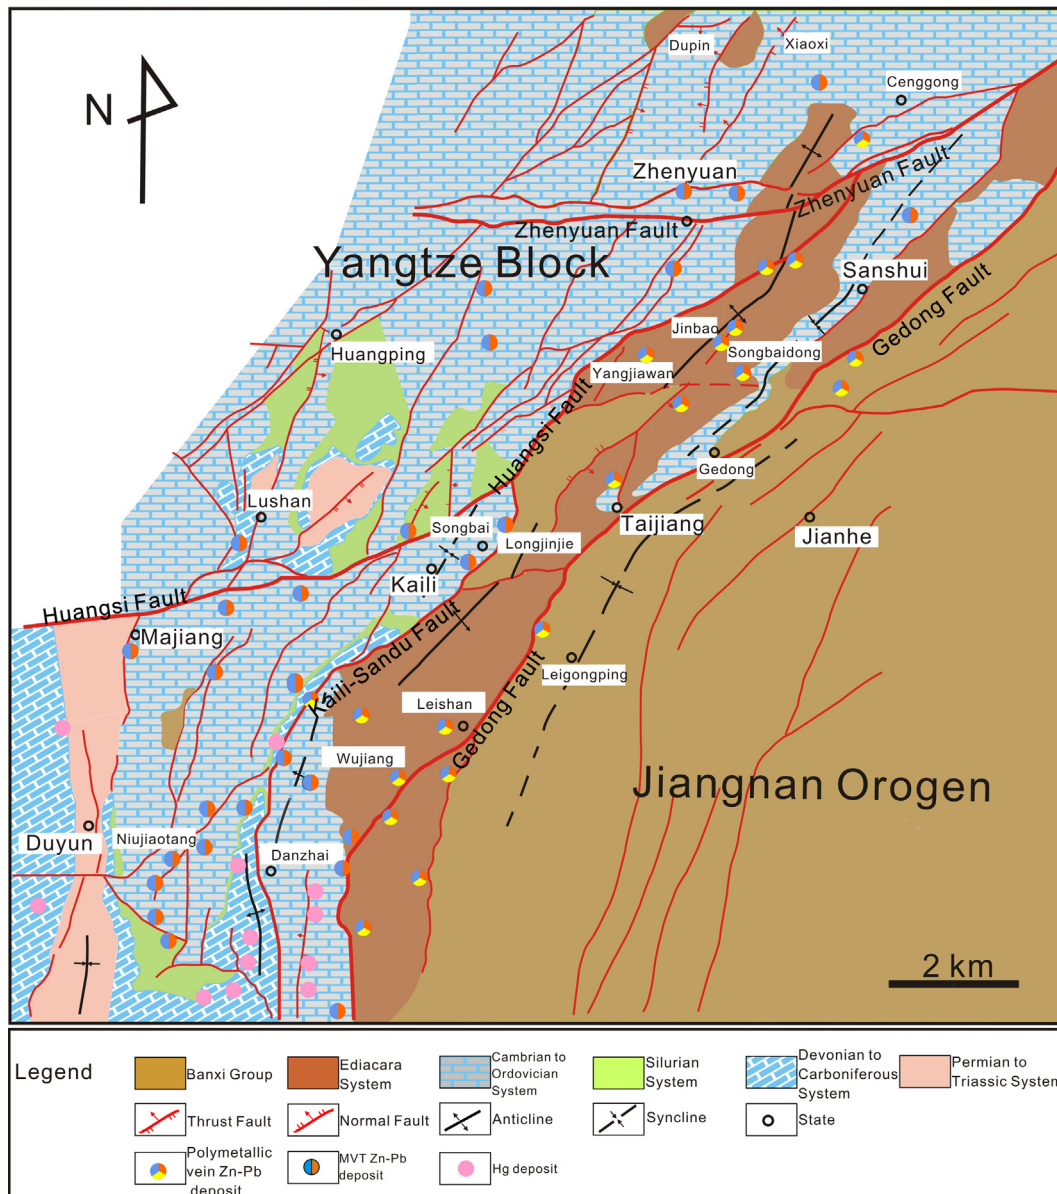 Dupin
Xiaoxi
Cenggong
N
Zhenyuan
Zhenyuan Fault
Zhenyuan Fault
Yangtze Block
Sanshui
Gedong Fault
Huangping
Jinbao
Songbaidong
Yangjiawan
Huangsi Fault
Gedong
Lushan
Taijiang
Songbai
Longjinjie
Jianhe
Kaili
Huangsi Fault
Majiang
Kaili-Sandu Fault
Leigongping
Leishan
Gedong Fault
Wujiang
Jiangnan Orogen
Duyun
Niujiaotang
Danzhai
2 km
Legend
Banxi Group
Ediacara
System
Cambrian to
Ordovician
System
Silurian
System
Devonian to
Carboniferous
System
Permian to
Triassic System
Thrust Fault
Normal Fault
Anticline
Syncline
State
Polymetallic
vein Zn-Pb
deposit
MVT Zn-Pb
deposit
Hg deposit